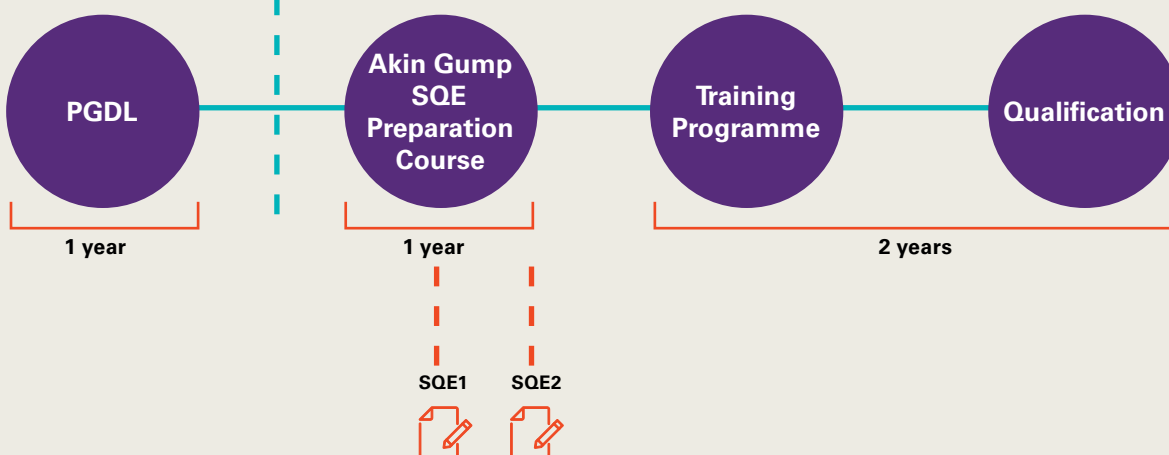 PGDL
Akin Gump
SQE
Preparation
Course
Training
Programme
Qualification
1 year
1 year
2 years
SQE1
SQE2